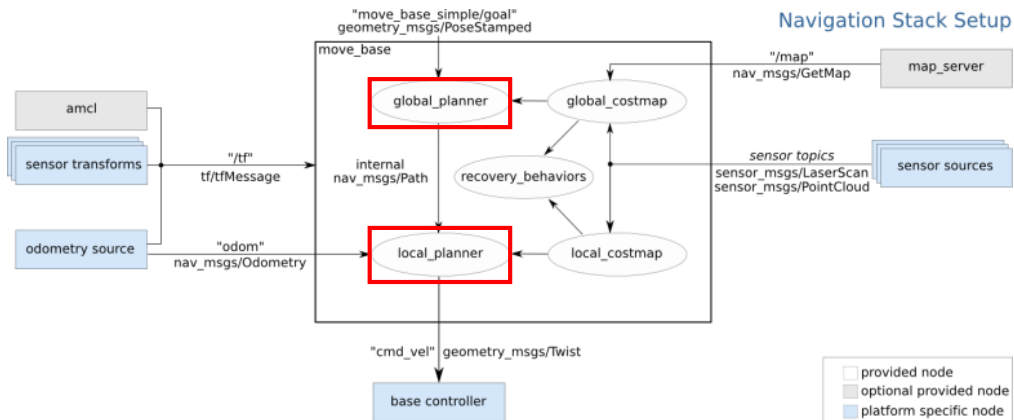 "move_base_simple/goal"
geometry_msgs/PoseStamped
Navigation Stack Setup
move_base
"/map"
nav_msgs/GetMap
map_server
global_planner
global_costmap
amcl
sensor transforms
"/tf"
tf/tfMessage
internal
nav_msgs/Path
recovery_behaviors
sensor topics
sensor_msgs/LaserScan
sensor_msgs/PointCloud
sensor sources
odometry source
"odom"
nav_msgs/Odometry
local_planner
local_costmap
"cmd_vel" geometry_msgs/Twist
base controller
provided node
optional provided node
platform specific node